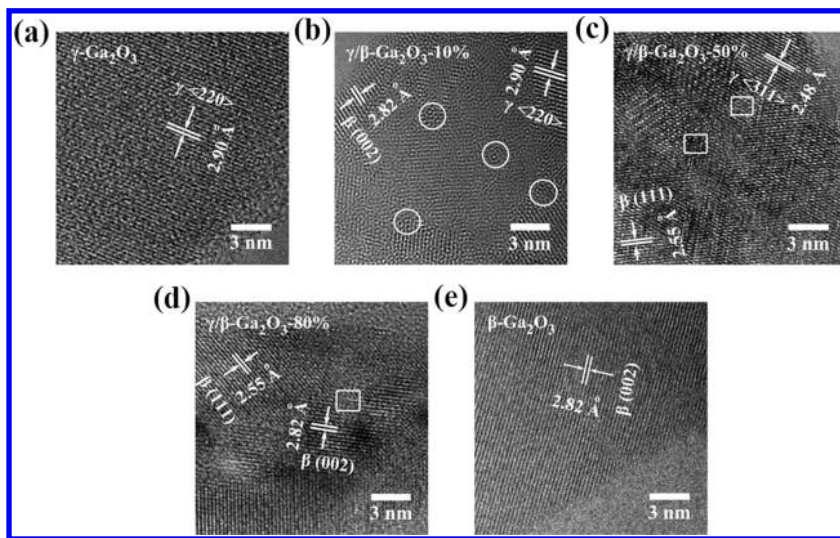 (a)
γ-Ga₂O₃
γ <220>
2.90 Å
3 nm
(b)
γ/β-Ga₂O₃-10%
2.82 Å
β (002)
2.90 Å
γ <220>
3 nm
(c)
γ/β-Ga₂O₃-50%
γ <311>
2.48 Å
β (111)
2.55 Å
3 nm
(d)
γ/β-Ga₂O₃-80%
2.55 Å
β (111)
2.82 Å
β (002)
3 nm
(e)
β-Ga₂O₃
2.82 Å
β (002)
3 nm